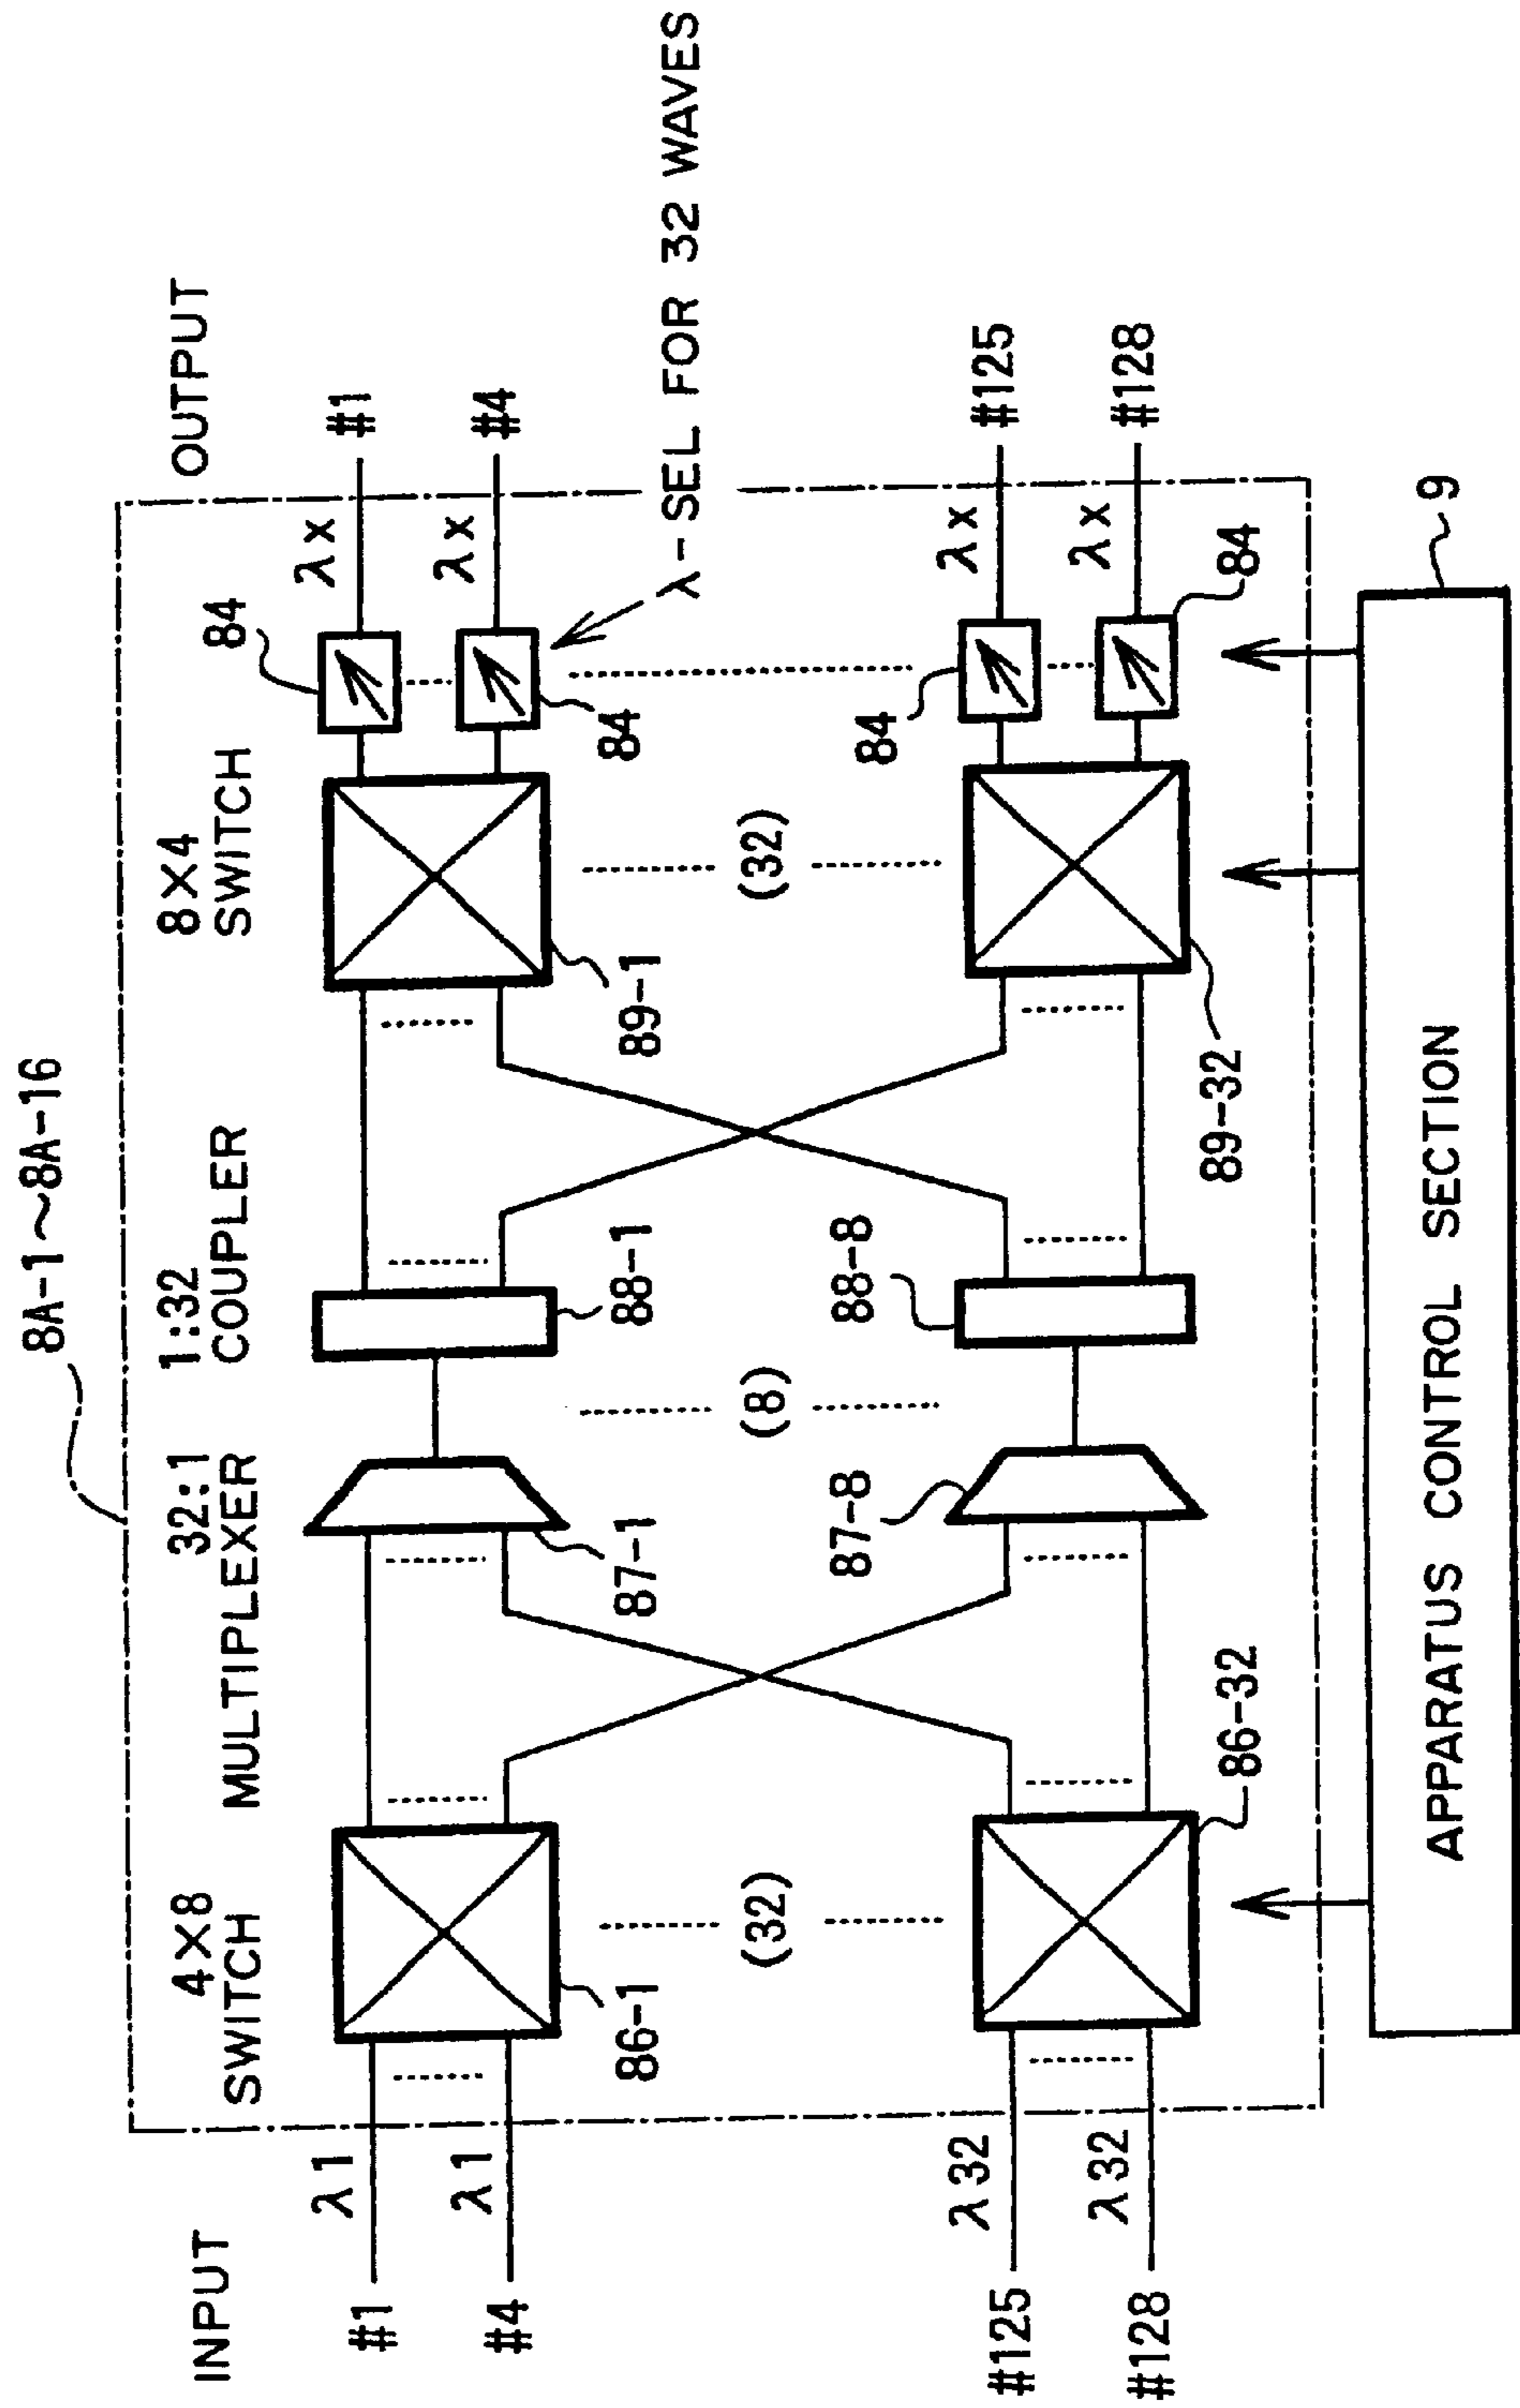 8A-1~8A-16
INPUT
4×8
SWITCH
32:1
MULTIPLEXER
1:32
COUPLER
8×4
SWITCH
OUTPUT
84
#1
λ1
λx
#1
#4
λ1
λx
#4
86-1
87-1
88-1
89-1
84
λ-SEL FOR 32 WAVES
(32)
(8)
(32)
87-8
88-8
84
#125
λ32
λx
#125
#128
λ32
λx
#128
86-32
89-32
84
9
APPARATUS CONTROL SECTION